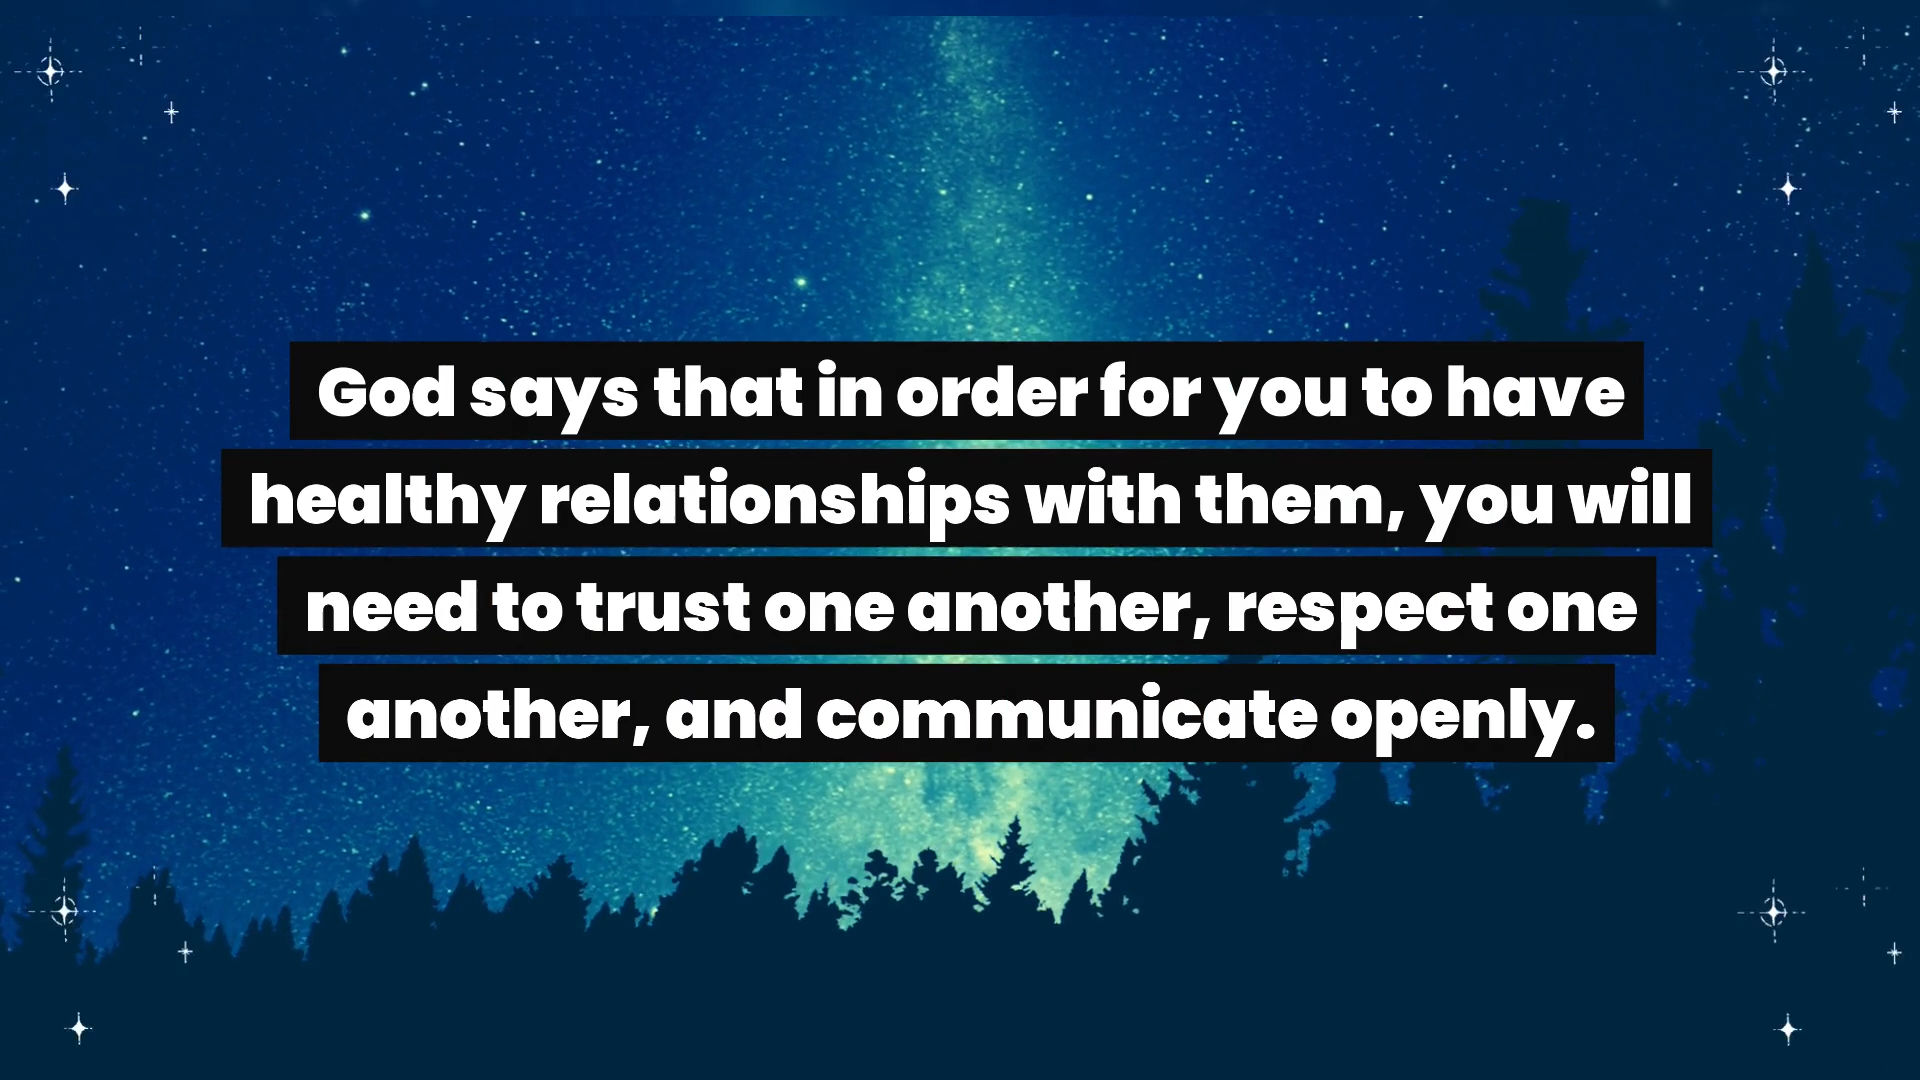 God says that in order for you to have
healthy relationships with them, you will
need to trust one another, respect one
another, and communicate openly.